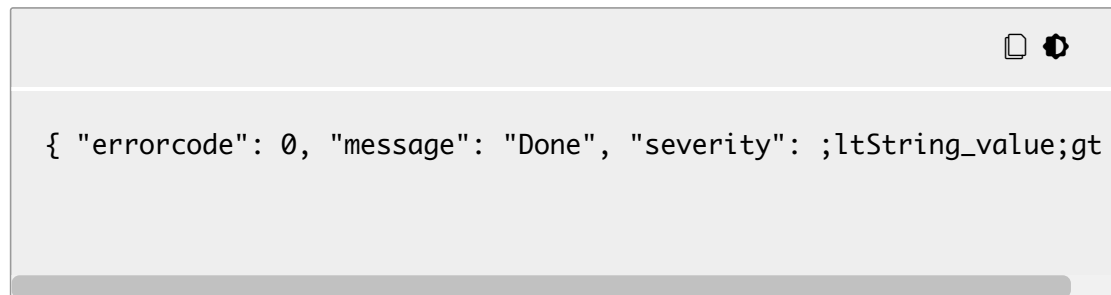 { "errorcode": 0, "message": "Done", "severity": ;ltString_value;gt